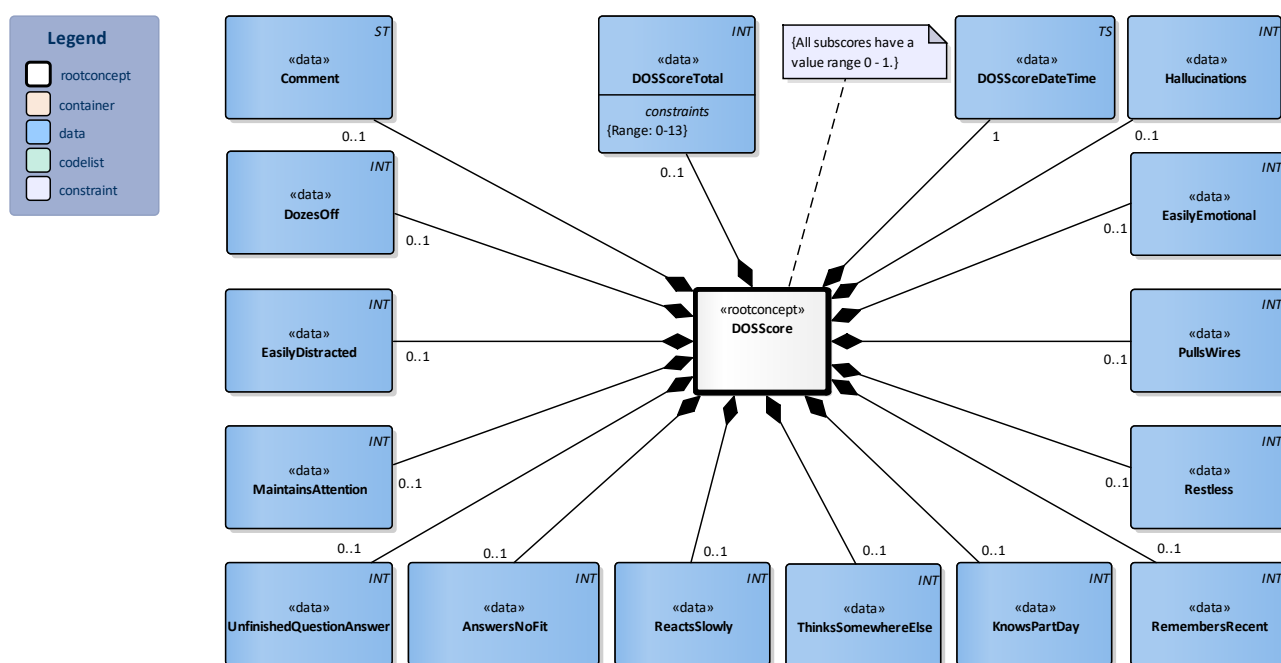 Legend
rootconcept
container
data
codelist
constraint
ST
«data»
Comment
0..1
INT
«data»
DOSScoreTotal
constraints
{Range: 0-13}
0..1
{All subscores have a
value range 0 - 1.}
TS
«data»
DOSScoreDateTime
1
INT
«data»
Hallucinations
0..1
INT
«data»
DozesOff
0..1
INT
«data»
EasilyEmotional
0..1
«rootconcept»
DOSScore
INT
«data»
EasilyDistracted
0..1
INT
«data»
PullsWires
0..1
INT
«data»
MaintainsAttention
0..1
INT
«data»
Restless
0..1
0..1
INT
«data»
UnfinishedQuestionAnswer
0..1
INT
«data»
AnswersNoFit
0..1
INT
«data»
ReactsSlowly
0..1
INT
«data»
ThinksSomewhereElse
0..1
INT
«data»
KnowsPartDay
0..1
INT
«data»
RemembersRecent